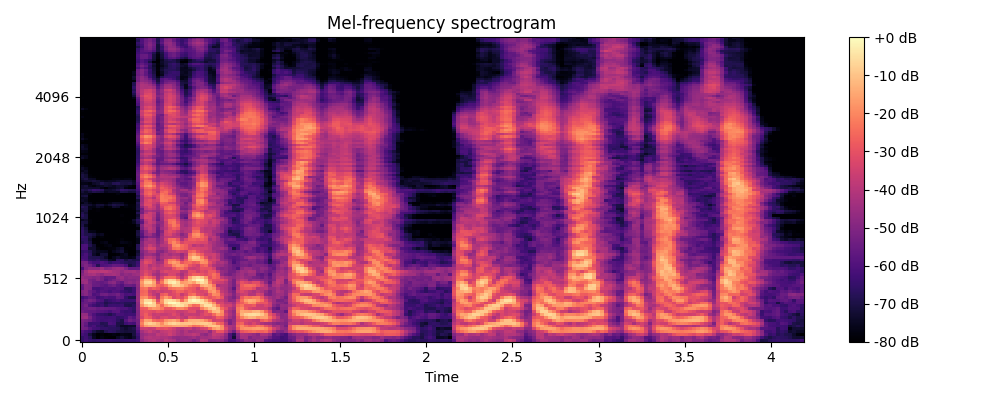 Mel-frequency spectrogram
+0 dB
4096
-10 dB
-20 dB
2048
-30 dB
Hz
-40 dB
1024
-50 dB
512
-60 dB
-70 dB
0
-80 dB
0 0.5 1 1.5 2 2.5 3 3.5 4
Time